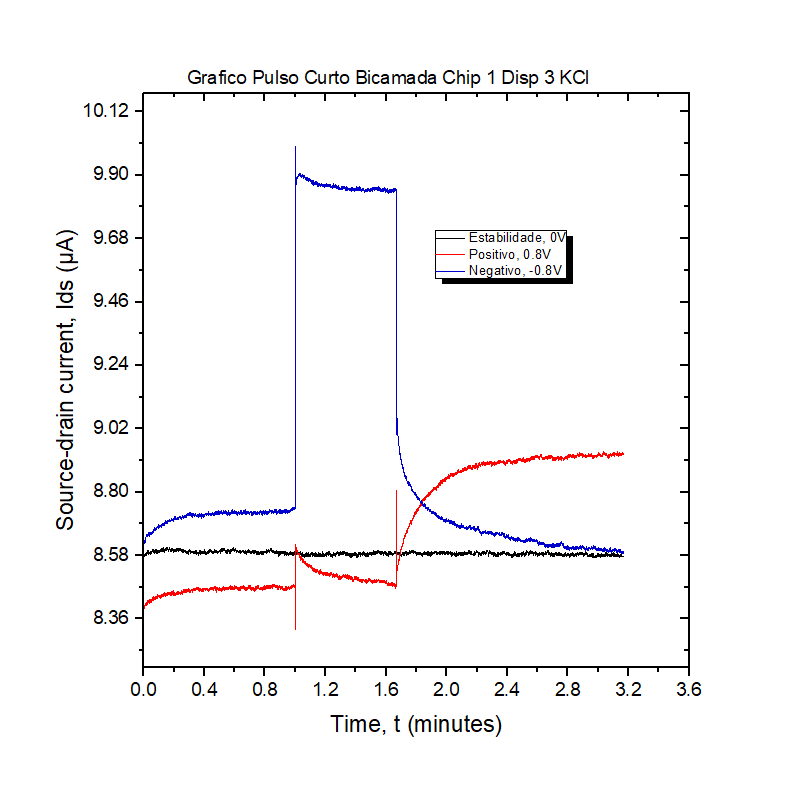 Grafico Pulso Curto Bicamada Chip 1 Disp 3 KCl
10.12
9.90
9.68
9.46
9.24
9.02
8.80
8.58
8.36
Source-drain current, Ids (µA)
Estabilidade, 0V
Positivo, 0.8V
Negativo, -0.8V
0.0 0.4 0.8 1.2 1.6 2.0 2.4 2.8 3.2 3.6
Time, t (minutes)